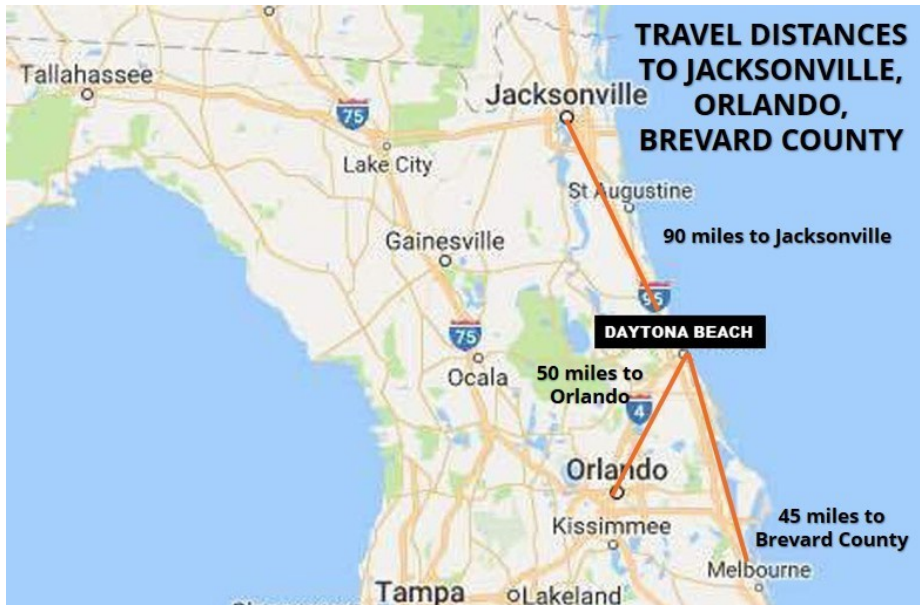 TRAVEL DISTANCES
TO JACKSONVILLE,
ORLANDO,
BREVARD COUNTY
Tallahassee
Jacksonville
75
Lake City
St Augustine
90 miles to Jacksonville
Gainesville
95
DAYTONA BEACH
75
Ocala
50 miles to
Orlando
4
Orlando
Kissimmee
45 miles to
Brevard County
Melbourne
Tampa
Lakeland